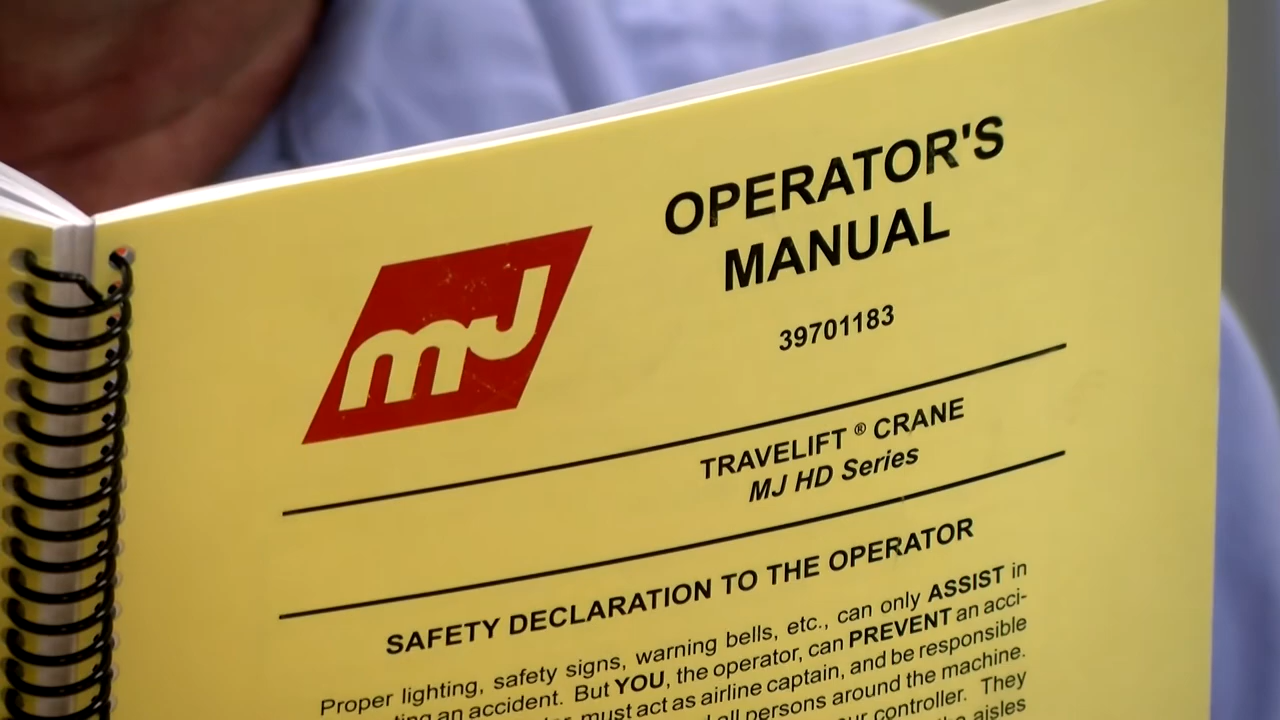 mJ
OPERATOR'S
MANUAL
39701183
TRAVELIFT ® CRANE
MJ HD Series
SAFETY DECLARATION TO THE OPERATOR
Proper lighting, safety signs, warning bells, etc., can only ASSIST in
an accident. But YOU, the operator, can PREVENT an acci-
must act as airline captain, and be responsible
all persons around the machine.
controller. They
aisles